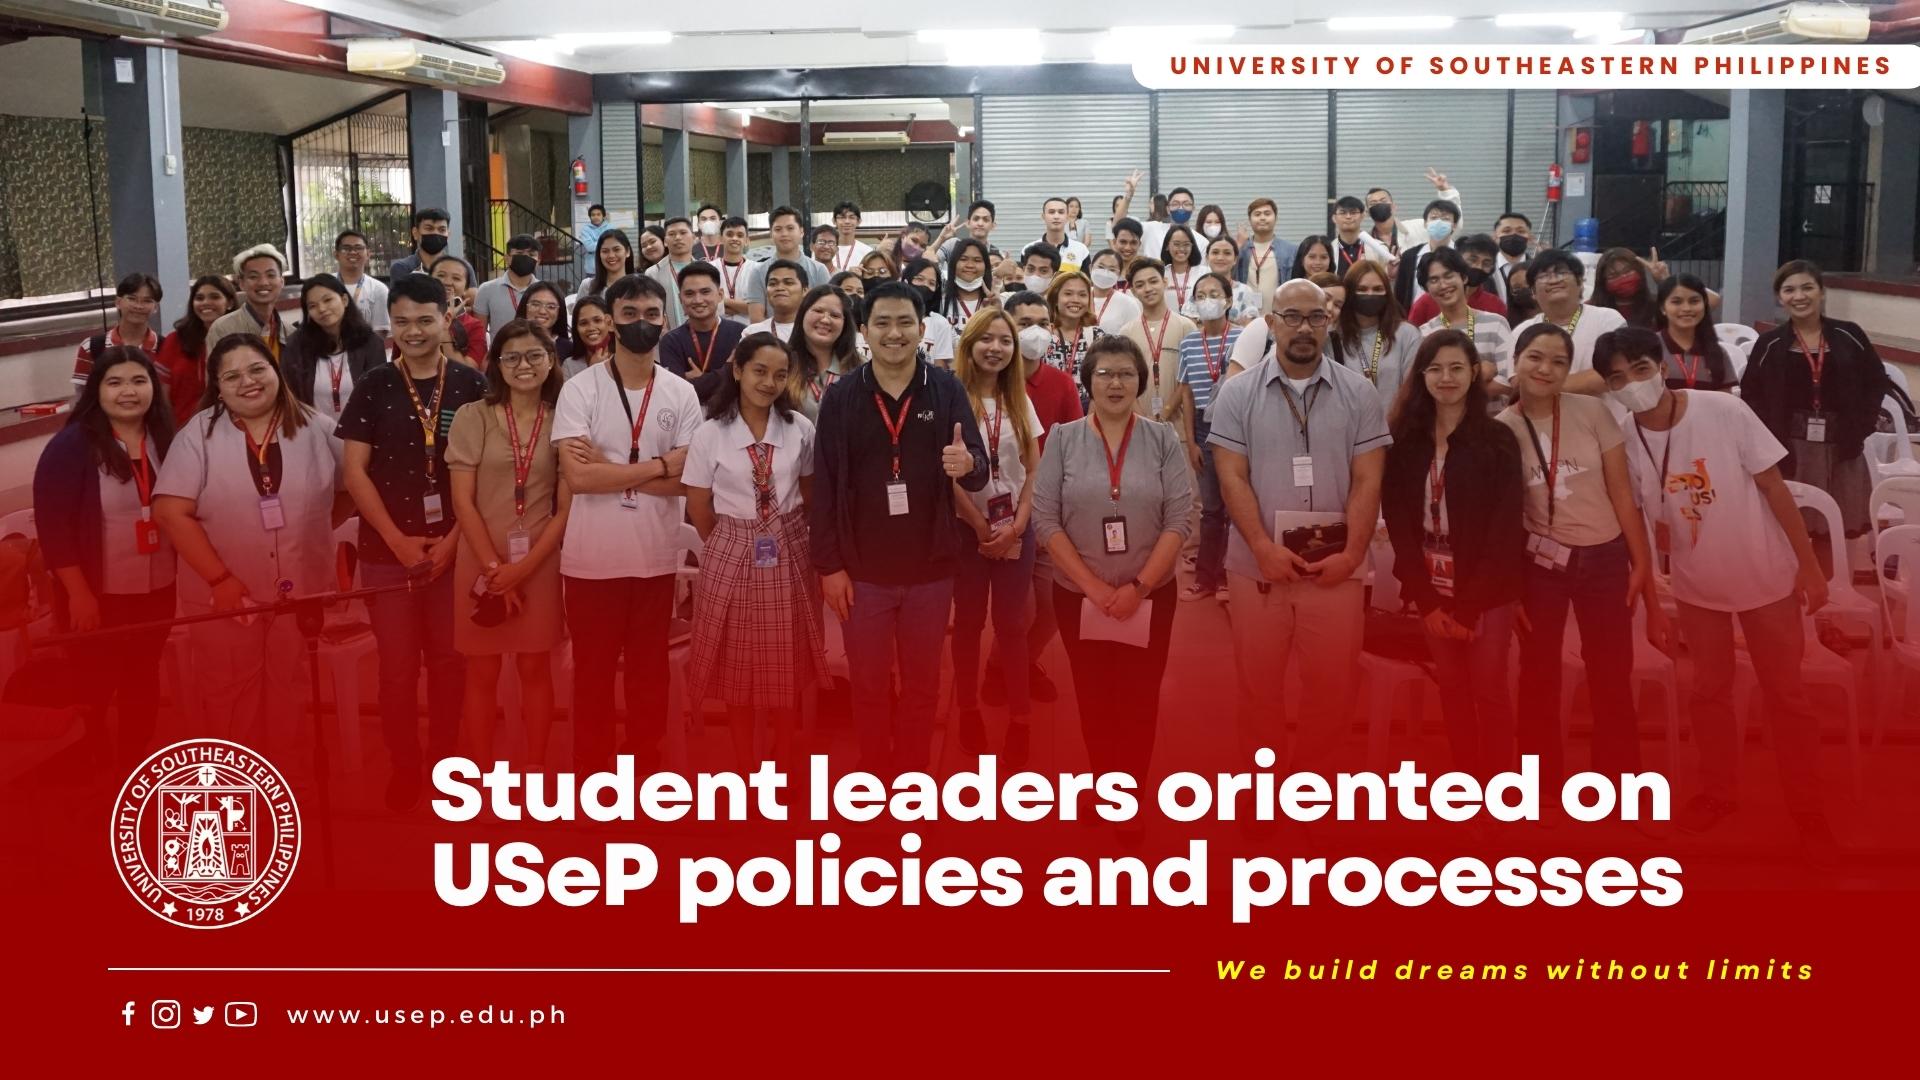 UNIVERSITY OF SOUTHEASTERN PHILIPPINES
UNIVERSITY OF SOUTHEASTERN PHILIPPINES
1978
Student leaders oriented on
USeP policies and processes
We build dreams without limits
www.usep.edu.ph